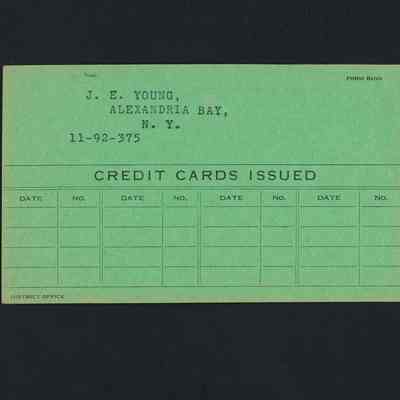 J. E. YOUNG,
ALEXANDRIA BAY,
N. Y.
11-92-375
CREDIT CARDS ISSUED
DATE NO. DATE NO. DATE NO. DATE NO.
DISTRICT OFFICE